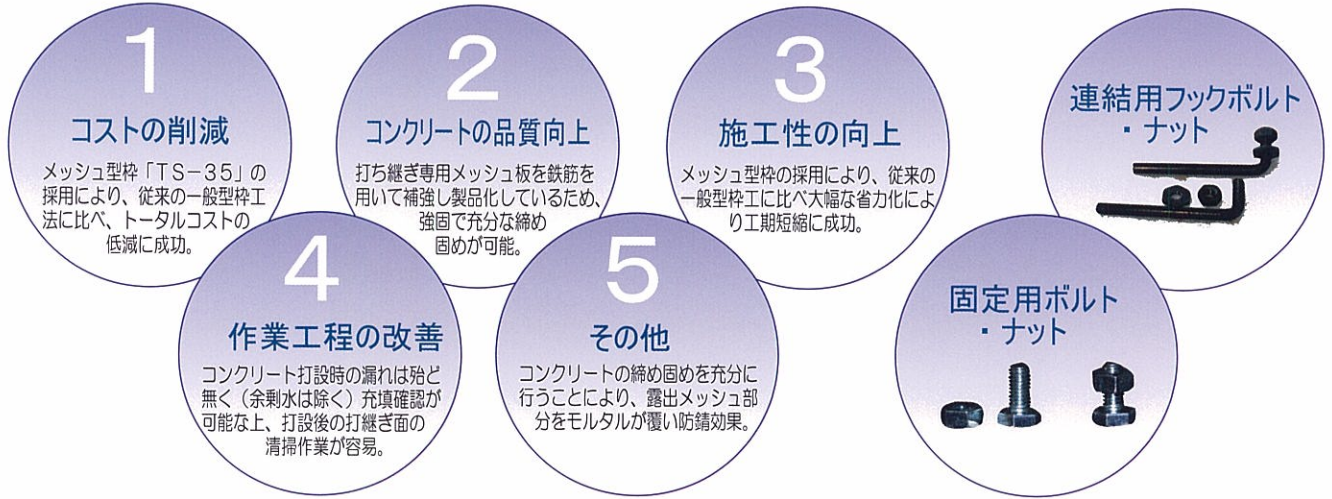 1
コストの削減
メッシュ型枠「TS-35」の
採用により、従来の一般型枠工
法に比べ、トータルコストの
低減に成功。
2
コンクリートの品質向上
打ち継ぎ専用メッシュ板を鉄筋を
用いて補強し製品化しているため、
強固で充分な締め
固めが可能。
3
施工性の向上
メッシュ型枠の採用により、従来の
一般型枠工に比べ大幅な省力化によ
り工期短縮に成功。
連結用フックボルト
・ナット
4
作業工程の改善
コンクリート打設時の漏れは殆ど
無く（余剰水は除く）充填確認が
可能な上、打設後の打継ぎ面の
清掃作業が容易。
5
その他
コンクリートの締め固めを充分に
行うことにより、露出メッシュ部
分をモルタルが覆い防錆効果。
固定用ボルト
・ナット